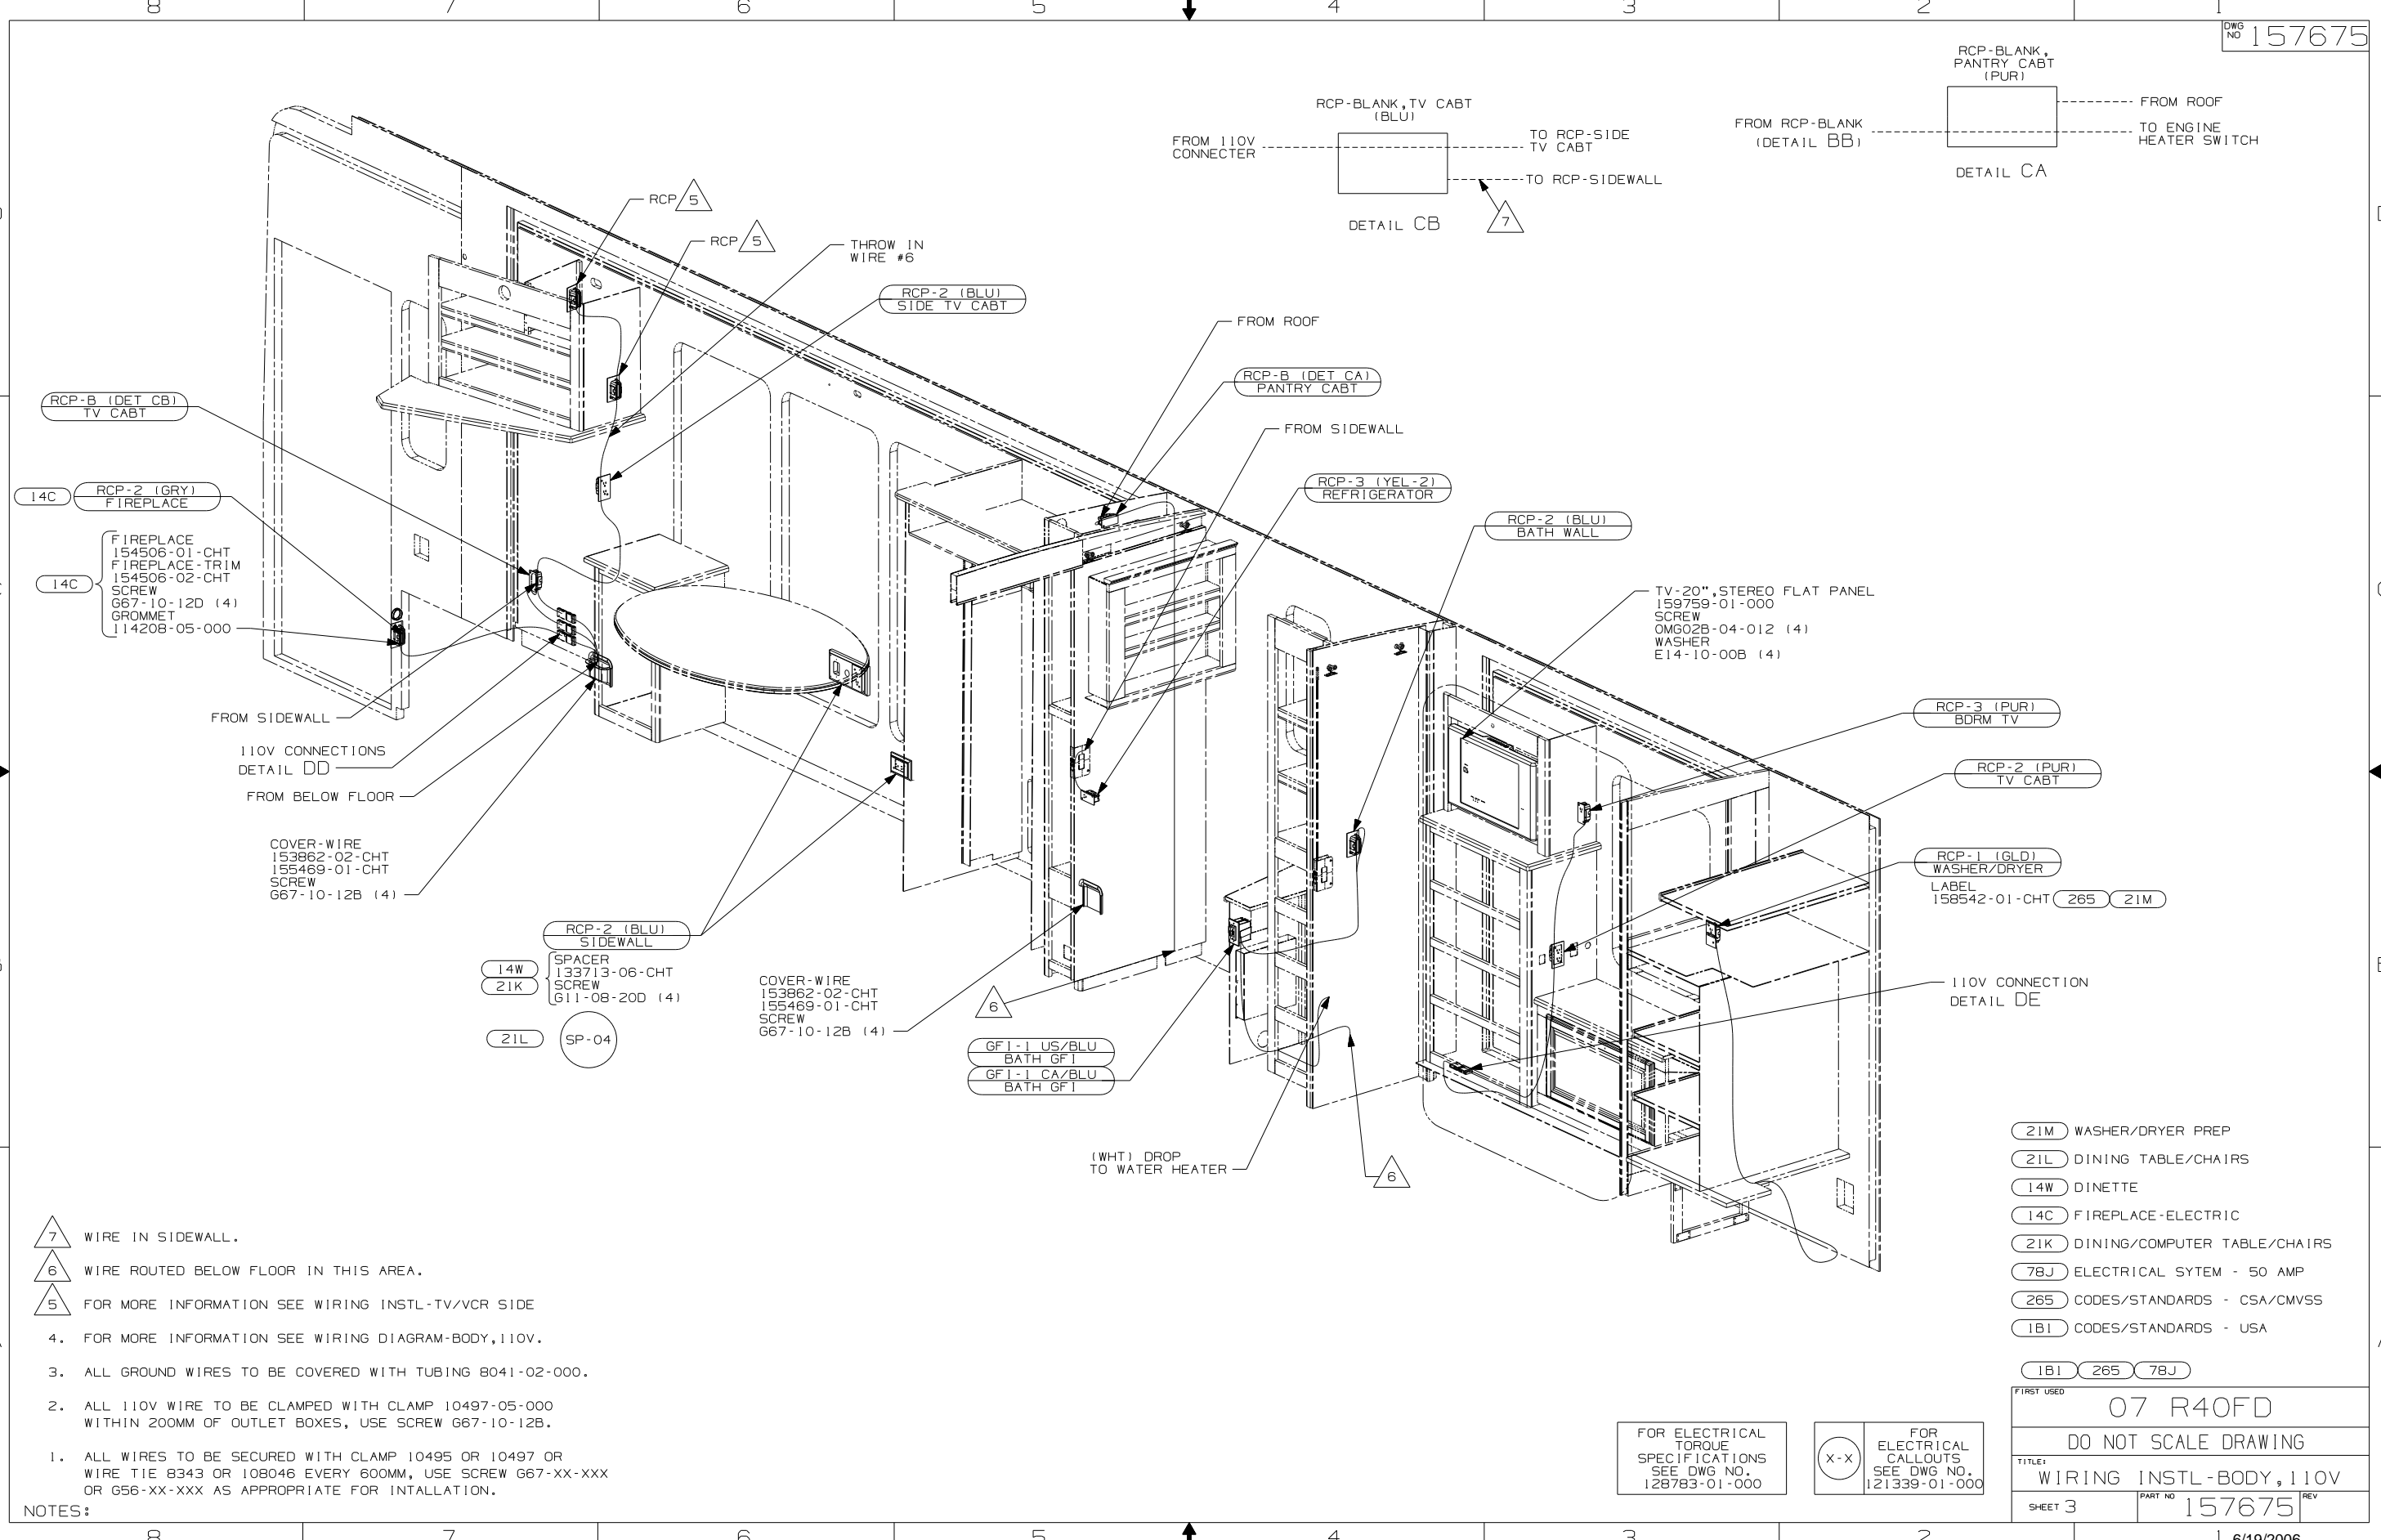 8 7 6 5 4 3 2 1
DWG NO 157675
RCP-BLANK,
PANTRY CABT
(PUR)
FROM ROOF
FROM RCP-BLANK
(DETAIL BB)
TO ENGINE
HEATER SWITCH
DETAIL CA
RCP-BLANK,TV CABT
(BLU)
FROM 110V
CONNECTER
TO RCP-SIDE
TV CABT
TO RCP-SIDEWALL
DETAIL CB
7
RCP 5
RCP 5
THROW IN
WIRE #6
RCP-2 (BLU)
SIDE TV CABT
FROM ROOF
RCP-B (DET CA)
PANTRY CABT
FROM SIDEWALL
RCP-3 (YEL-2)
REFRIGERATOR
RCP-2 (BLU)
BATH WALL
RCP-B (DET CB)
TV CABT
14C
RCP-2 (GRY)
FIREPLACE
14C
FIREPLACE
154506-01-CHT
FIREPLACE-TRIM
154506-02-CHT
SCREW
G67-10-12D (4)
GROMMET
114208-05-000
FROM SIDEWALL
110V CONNECTIONS
DETAIL DD
FROM BELOW FLOOR
COVER-WIRE
153862-02-CHT
155469-01-CHT
SCREW
G67-10-12B (4)
RCP-2 (BLU)
SIDEWALL
14W
21K
SPACER
133713-06-CHT
SCREW
G11-08-20D (4)
21L
SP-04
COVER-WIRE
153862-02-CHT
155469-01-CHT
SCREW
G67-10-12B (4)
6
GFI-1 US/BLU
BATH GFI
GFI-1 CA/BLU
BATH GFI
(WHT) DROP
TO WATER HEATER
6
TV-20",STEREO FLAT PANEL
159759-01-000
SCREW
OMG02B-04-012 (4)
WASHER
E14-10-00B (4)
RCP-3 (PUR)
BDRM TV
RCP-2 (PUR)
TV CABT
RCP-1 (GLD)
WASHER/DRYER
LABEL
158542-01-CHT 265 21M
110V CONNECTION
DETAIL DE
21M WASHER/DRYER PREP
21L DINING TABLE/CHAIRS
14W DINETTE
14C FIREPLACE-ELECTRIC
21K DINING/COMPUTER TABLE/CHAIRS
78J ELECTRICAL SYTEM - 50 AMP
265 CODES/STANDARDS - CSA/CMVSS
1B1 CODES/STANDARDS - USA
1B1 265 78J
7 WIRE IN SIDEWALL.
6 WIRE ROUTED BELOW FLOOR IN THIS AREA.
5 FOR MORE INFORMATION SEE WIRING INSTL-TV/VCR SIDE
4. FOR MORE INFORMATION SEE WIRING DIAGRAM-BODY,110V.
3. ALL GROUND WIRES TO BE COVERED WITH TUBING 8041-02-000.
2. ALL 110V WIRE TO BE CLAMPED WITH CLAMP 10497-05-000
WITHIN 200MM OF OUTLET BOXES, USE SCREW G67-10-12B.
1. ALL WIRES TO BE SECURED WITH CLAMP 10495 OR 10497 OR
WIRE TIE 8343 OR 108046 EVERY 600MM, USE SCREW G67-XX-XXX
OR G56-XX-XXX AS APPROPRIATE FOR INTALLATION.
NOTES:
FOR ELECTRICAL
TORQUE
SPECIFICATIONS
SEE DWG NO.
128783-01-000
X-X
FOR
ELECTRICAL
CALLOUTS
SEE DWG NO.
121339-01-000
FIRST USED
07 R40FD
DO NOT SCALE DRAWING
TITLE:
WIRING INSTL-BODY,110V
SHEET 3
PART NO 157675 REV
8 7 6 5 4 3 2 1
6/19/2006